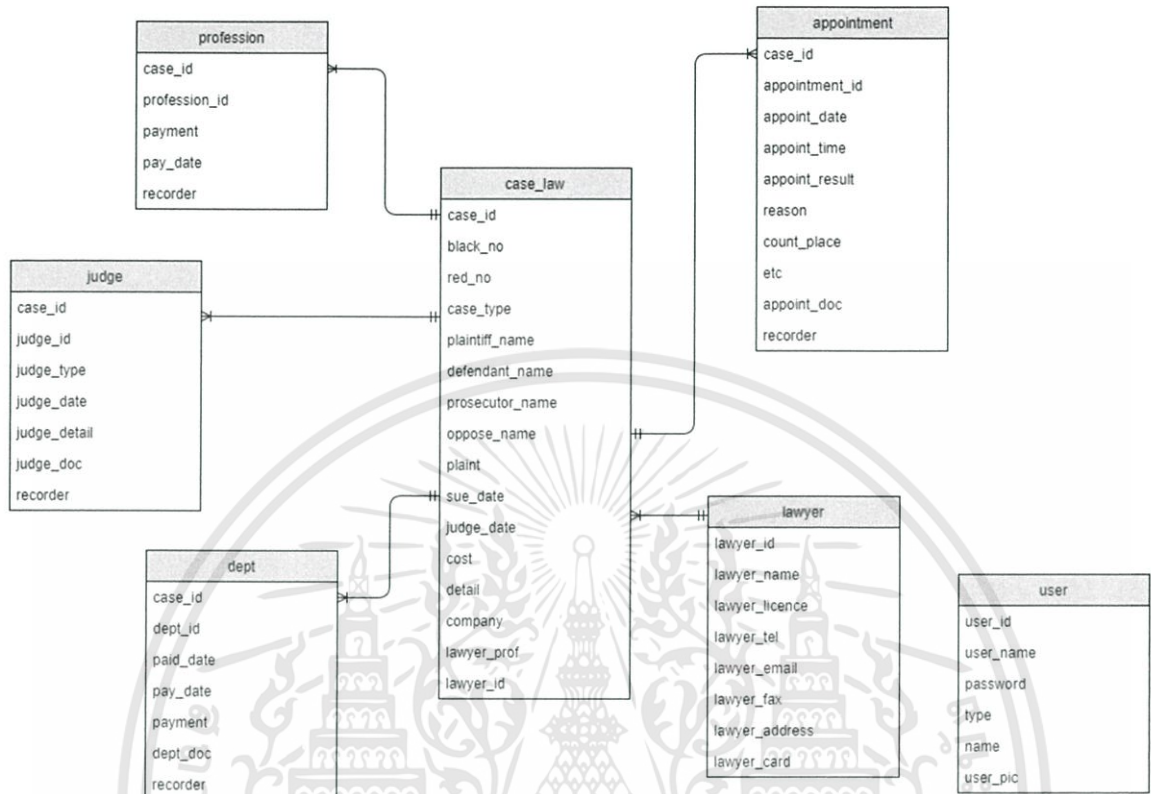 profession
case_id
profession_id
payment
pay_date
recorder
appointment
case_id
appointment_id
appoint_date
appoint_time
appoint_result
reason
count_place
etc
appoint_doc
recorder
case_law
case_id
black_no
red_no
case_type
plaintiff_name
defendant_name
prosecutor_name
oppose_name
plaint
sue_date
judge_date
cost
detail
company
lawyer_prof
lawyer_id
judge
case_id
judge_id
judge_type
judge_date
judge_detail
judge_doc
recorder
dept
case_id
dept_id
paid_date
pay_date
payment
dept_doc
recorder
lawyer
lawyer_id
lawyer_name
lawyer_licence
lawyer_tel
lawyer_email
lawyer_fax
lawyer_address
lawyer_card
user
user_id
user_name
password
type
name
user_pic